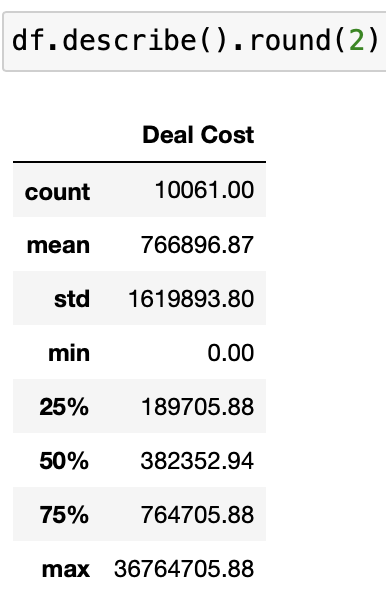 df.describe().round(2)
Deal Cost
count 10061.00
mean 766896.87
std 1619893.80
min 0.00
25% 189705.88
50% 382352.94
75% 764705.88
max 36764705.88